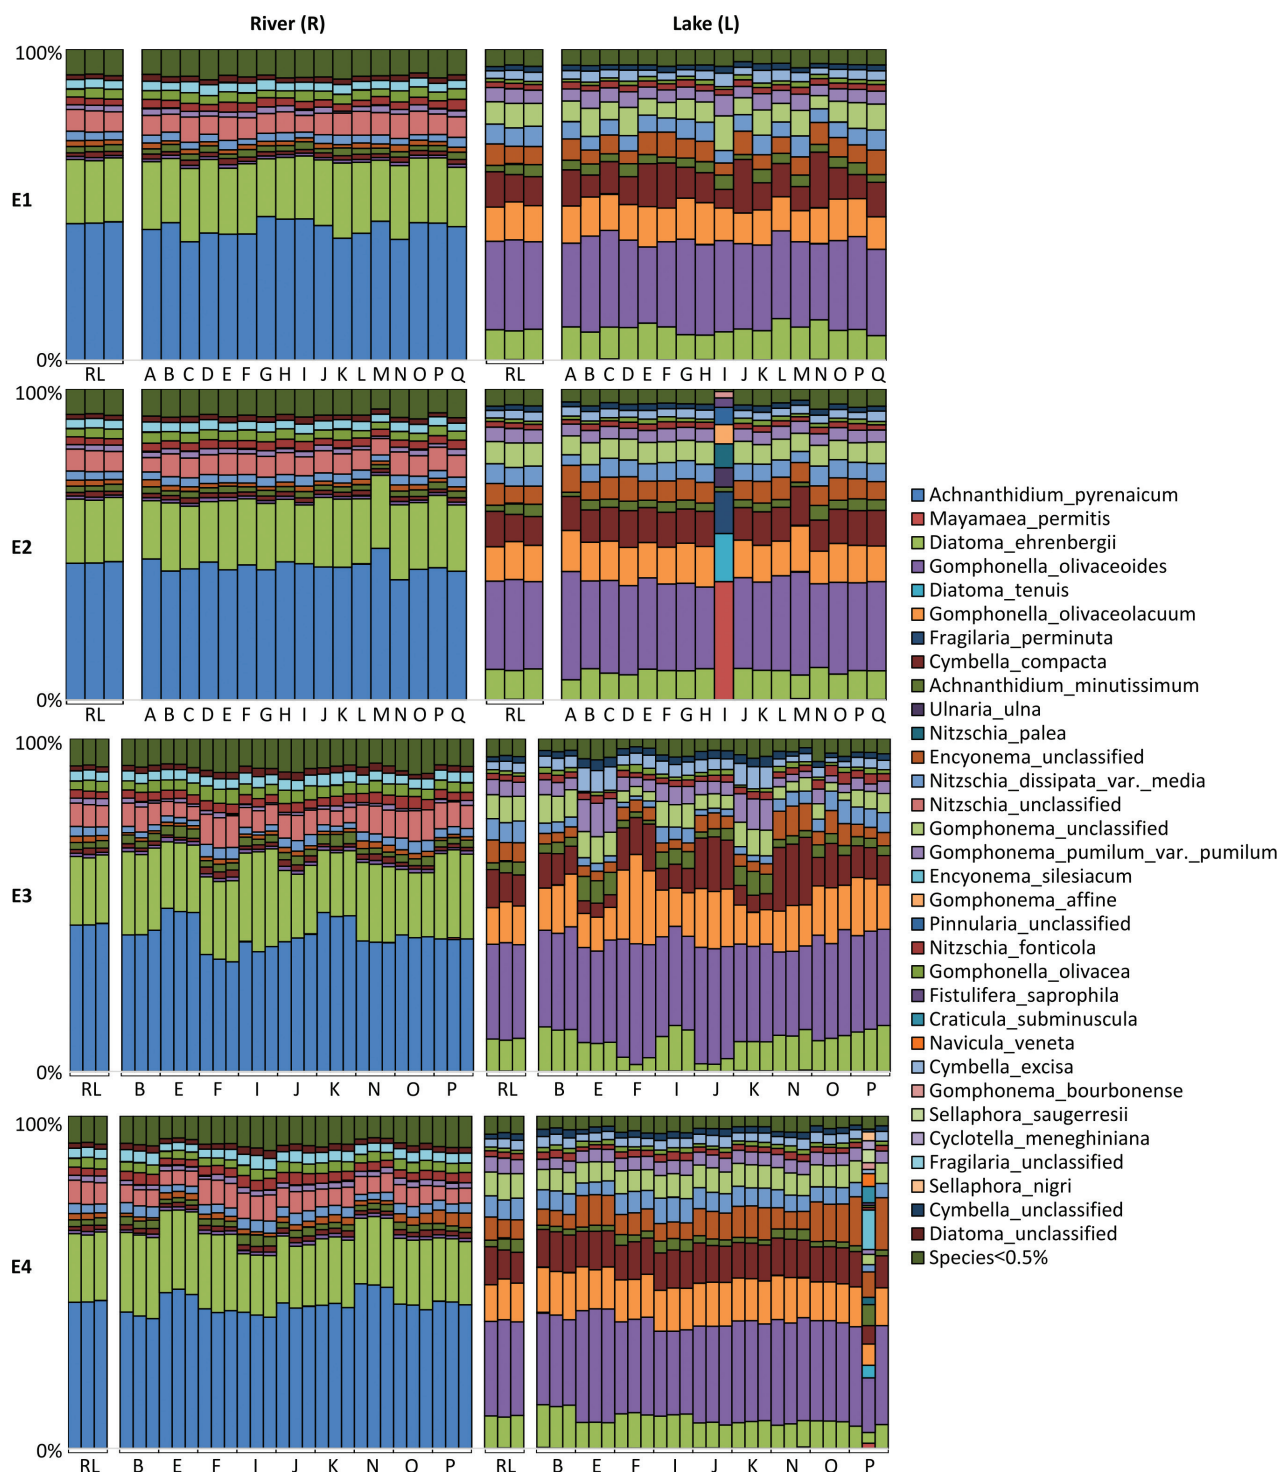 River (R)
Lake (L)
100%
E1
0%
RL
A B C D E F G H I J K L M N O P Q
RL
A B C D E F G H I J K L M N O P Q
100%
E2
0%
RL
A B C D E F G H I J K L M N O P Q
RL
A B C D E F G H I J K L M N O P Q
100%
E3
0%
RL
B E F I J K N O P
RL
B E F I J K N O P
100%
E4
0%
RL
B E F I J K N O P
RL
B E F I J K N O P
Achnanthidium_pyrenaicum
Mayamaea_permitis
Diatoma_ehrenbergii
Gomphonella_olivaceoides
Diatoma_tenuis
Gomphonella_olivaceolacuum
Fragilaria_perminuta
Cymbella_compacta
Achnanthidium_minutissimum
Ulnaria_ulna
Nitzschia_palea
Encyonema_unclassified
Nitzschia_dissipata_var._media
Nitzschia_unclassified
Gomphonema_unclassified
Gomphonema_pumilum_var._pumilum
Encyonema_silesiacum
Gomphonema_affine
Pinnularia_unclassified
Nitzschia_fonticola
Gomphonella_olivacea
Fistulifera_saprophila
Craticula_subminuscula
Navicula_veneta
Cymbella_excisa
Gomphonema_bourbonense
Sellaphora_saugerresii
Cyclotella_meneghiniana
Fragilaria_unclassified
Sellaphora_nigri
Cymbella_unclassified
Diatoma_unclassified
Species<0.5%